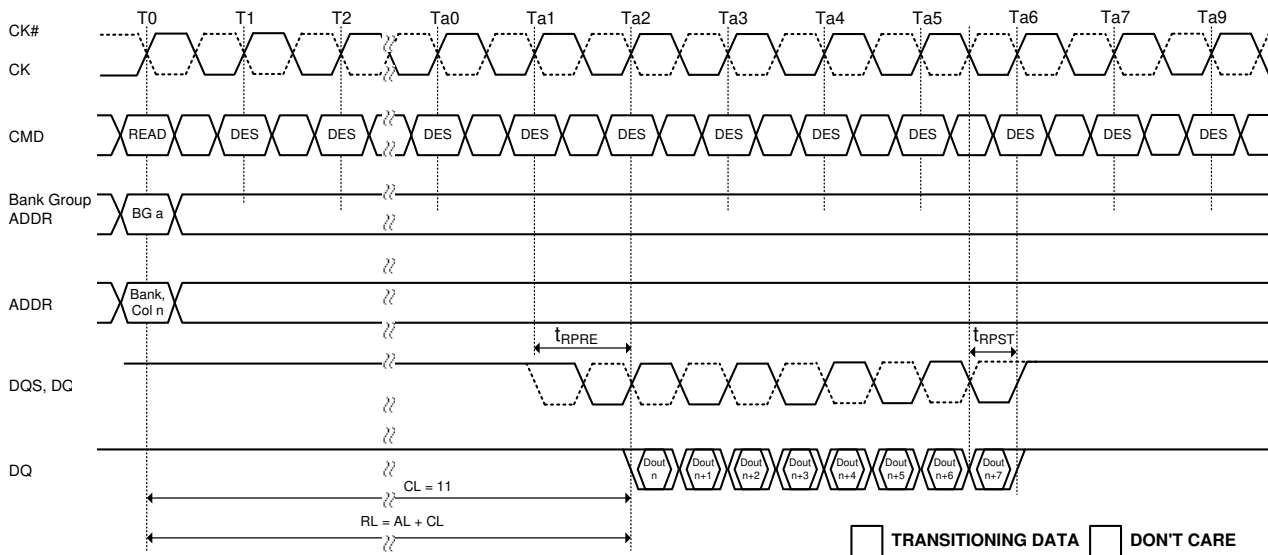 T0 T1 T2 Ta0 Ta1 Ta2 Ta3 Ta4 Ta5 Ta6 Ta7 Ta9
CK#
CK
CMD READ DES DES DES DES DES DES DES DES DES DES DES
Bank Group
ADDR
BG a
ADDR
Bank,
Col n
tRPRE tRPST
DQS, DQ
DQ
Dout Dout Dout Dout Dout Dout Dout Dout
n n+1 n+2 n+3 n+4 n+5 n+6 n+7
CL = 11
RL = AL + CL
TRANSITIONING DATA DON'T CARE